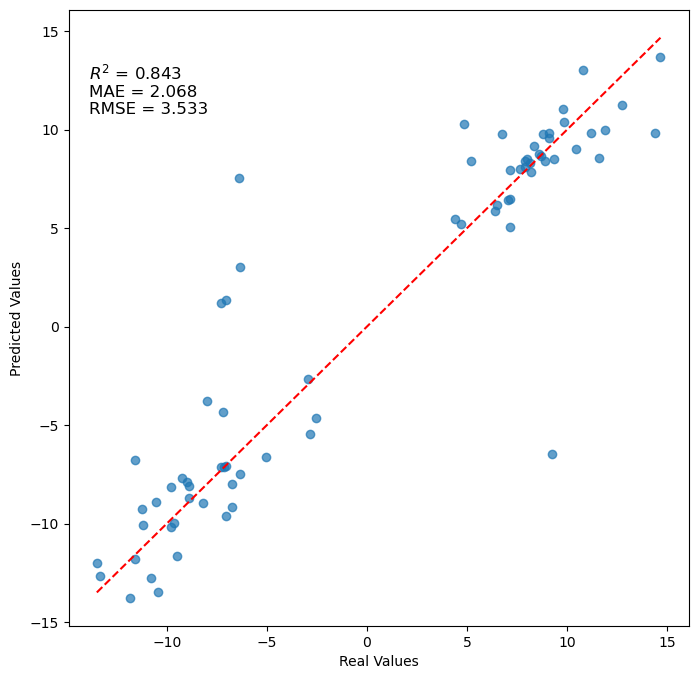 15
R² = 0.843
MAE = 2.068
RMSE = 3.533
10
5
0
−5
−10
−15
Predicted Values
−10 −5 0 5 10 15
Real Values